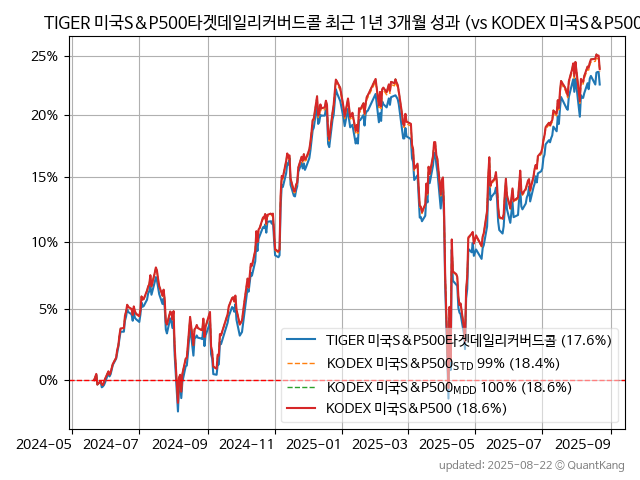 TIGER 미국S&P500타겟데일리커버드콜 최근 1년 3개월 성과 (vs KODEX 미국S&P500
25%
20%
15%
10%
5%
0%
TIGER 미국S&P500타겟데일리커버드콜 (17.6%)
KODEX 미국S&P500STD 99% (18.4%)
KODEX 미국S&P500MDD 100% (18.6%)
KODEX 미국S&P500 (18.6%)
2024-05 2024-07 2024-09 2024-11 2025-01 2025-03 2025-05 2025-07 2025-09
updated: 2025-08-22 © QuantKang